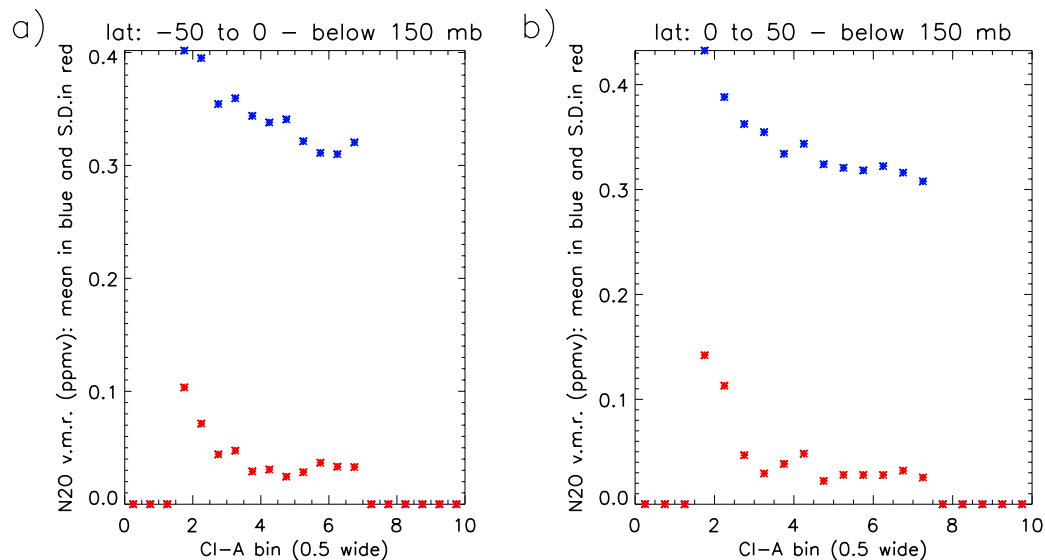 a)
lat: −50 to 0 − below 150 mb
N2O v.m.r. (ppmv): mean in blue and S.D.in red
0.4
0.3
0.2
0.1
0.0
0 2 4 6 8 10
CI−A bin (0.5 wide)
b)
lat: 0 to 50 − below 150 mb
N2O v.m.r. (ppmv): mean in blue and S.D.in red
0.4
0.3
0.2
0.1
0.0
0 2 4 6 8 10
CI−A bin (0.5 wide)